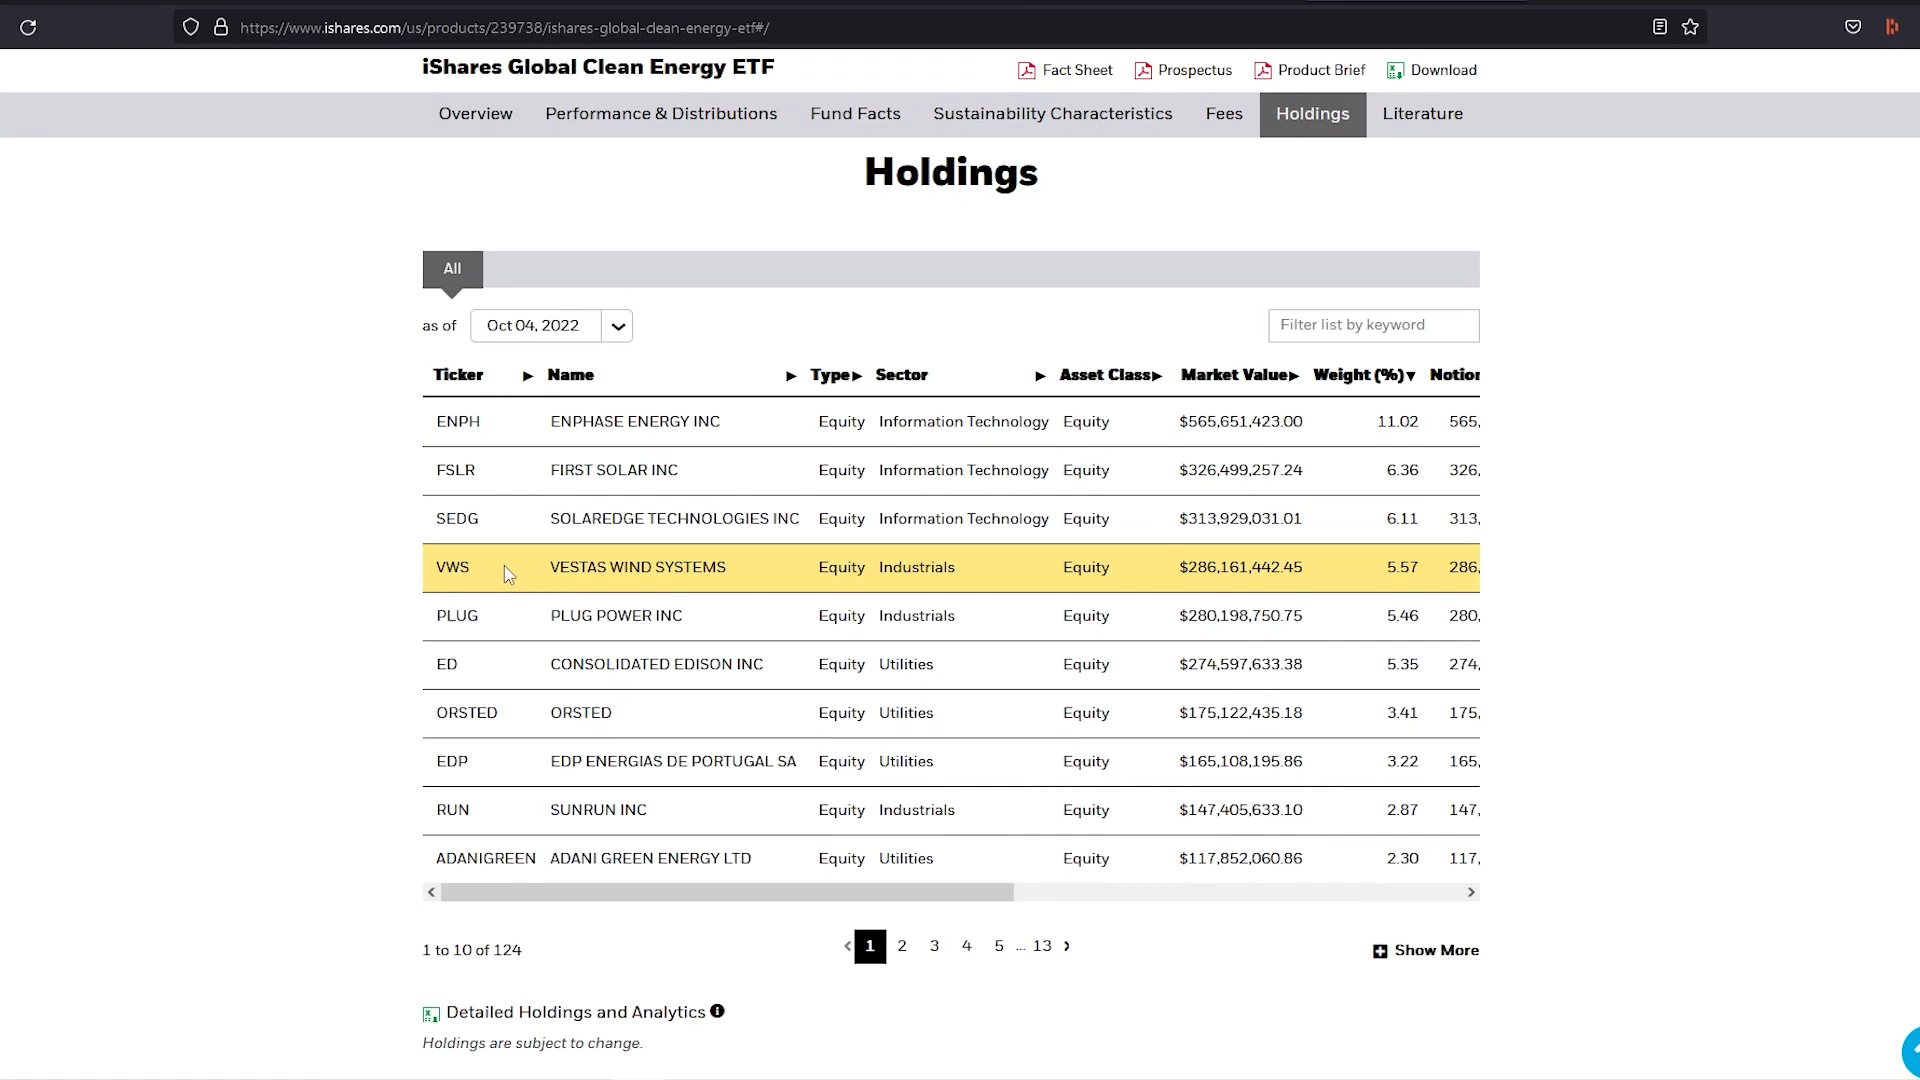 https://www.ishares.com/us/products/239738/ishares-global-clean-energy-etf#/
iShares Global Clean Energy ETF
Fact Sheet Prospectus Product Brief Download
Overview Performance & Distributions Fund Facts Sustainability Characteristics Fees Holdings Literature
Holdings
All
as of Oct 04, 2022 Filter list by keyword
Ticker Name Type Sector Asset Class Market Value Weight (%) Notion
ENPH ENPHASE ENERGY INC Equity Information Technology Equity $565,651,423.00 11.02 565,
FSLR FIRST SOLAR INC Equity Information Technology Equity $326,499,257.24 6.36 326,
SEDG SOLAREDGE TECHNOLOGIES INC Equity Information Technology Equity $313,929,031.01 6.11 313,
VWS VESTAS WIND SYSTEMS Equity Industrials Equity $286,161,442.45 5.57 286,
PLUG PLUG POWER INC Equity Industrials Equity $280,198,750.75 5.46 280,
ED CONSOLIDATED EDISON INC Equity Utilities Equity $274,597,633.38 5.35 274,
ORSTED ORSTED Equity Utilities Equity $175,122,435.18 3.41 175,
EDP EDP ENERGIAS DE PORTUGAL SA Equity Utilities Equity $165,108,195.86 3.22 165,
RUN SUNRUN INC Equity Industrials Equity $147,405,633.10 2.87 147,
ADANIGREEN ADANI GREEN ENERGY LTD Equity Utilities Equity $117,852,060.86 2.30 117,
1 to 10 of 124 1 2 3 4 5 ... 13 Show More
Detailed Holdings and Analytics
Holdings are subject to change.